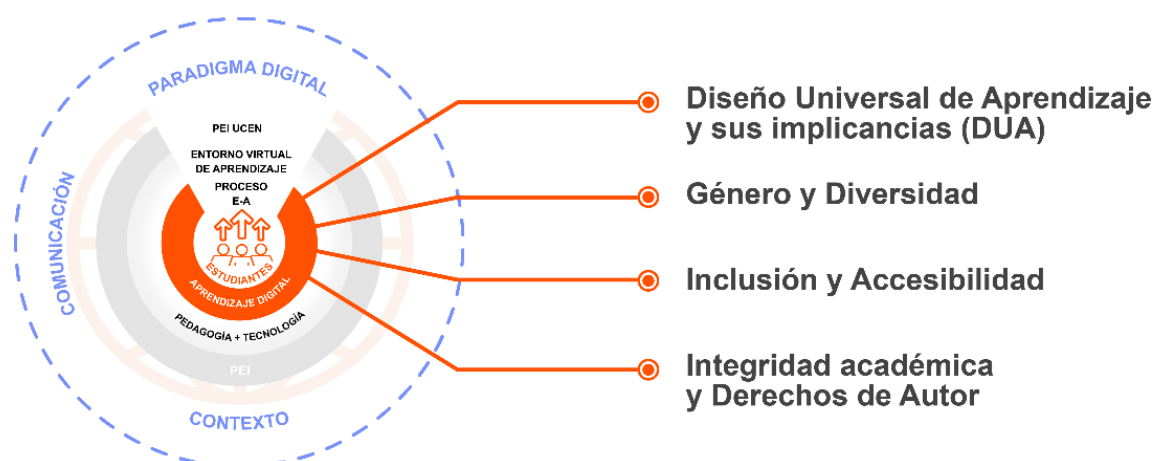 PARADIGMA DIGITAL
PEI UCEN
ENTORNO VIRTUAL
DE APRENDIZAJE
PROCESO
E-A
ESTUDIANTES
APRENDIZAJE DIGITAL
PEDAGOGÍA + TECNOLOGÍA
PEI
COMUNICACIÓN
CONTEXTO
Diseño Universal de Aprendizaje
y sus implicancias (DUA)
Género y Diversidad
Inclusión y Accesibilidad
Integridad académica
y Derechos de Autor